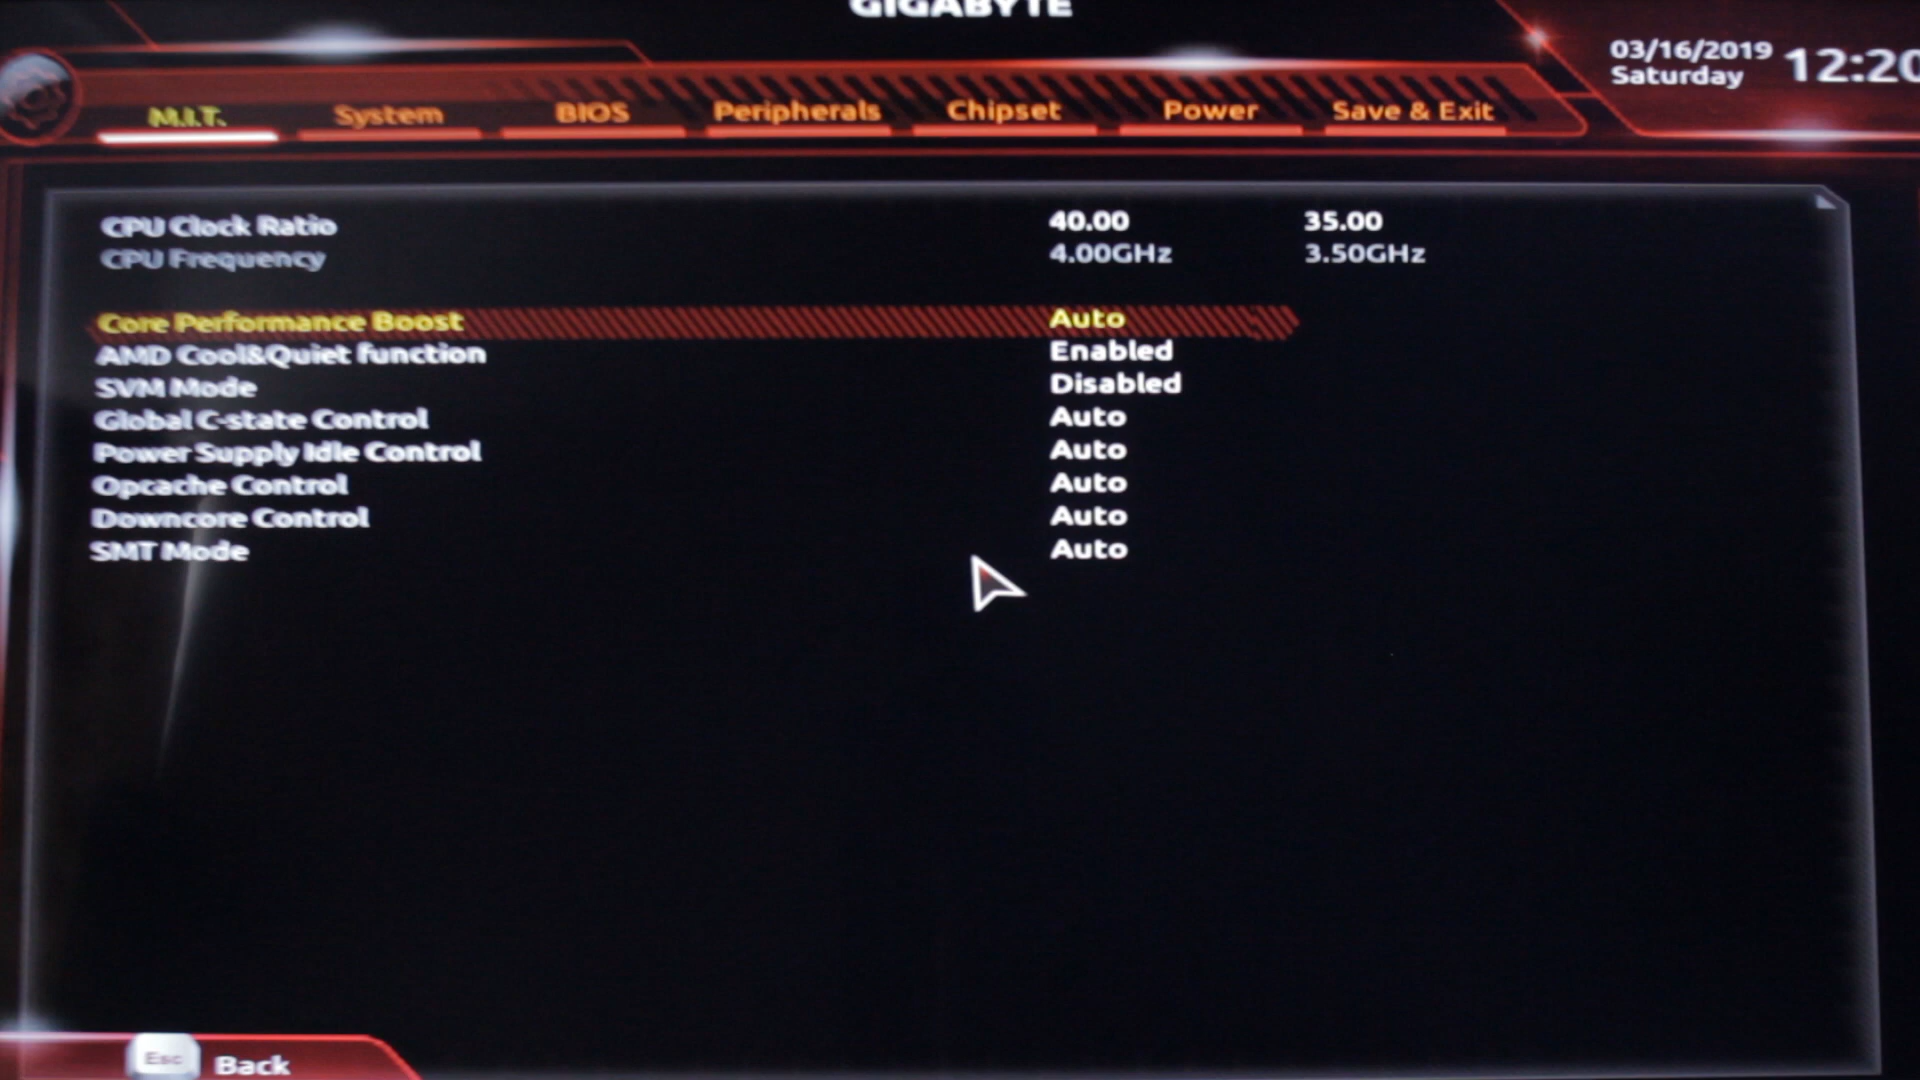 GIGABYTE
03/16/2019
Saturday
12:20
M.I.T. System BIOS Peripherals Chipset Power Save & Exit
CPU Clock Ratio 40.00 35.00
CPU Frequency 4.00GHz 3.50GHz
Core Performance Boost Auto
AMD Cool&Quiet function Enabled
SVM Mode Disabled
Global C-state Control Auto
Power Supply Idle Control Auto
Opcache Control Auto
Downcore Control Auto
SMT Mode Auto
Esc Back